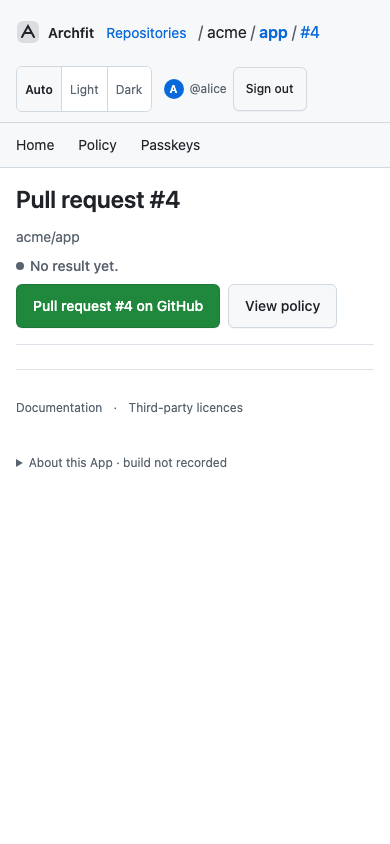 Archfit Repositories / acme / app / #4
Auto Light Dark A @alice Sign out
Home Policy Passkeys
Pull request #4
acme/app
No result yet.
Pull request #4 on GitHub View policy
Documentation · Third-party licences
About this App · build not recorded